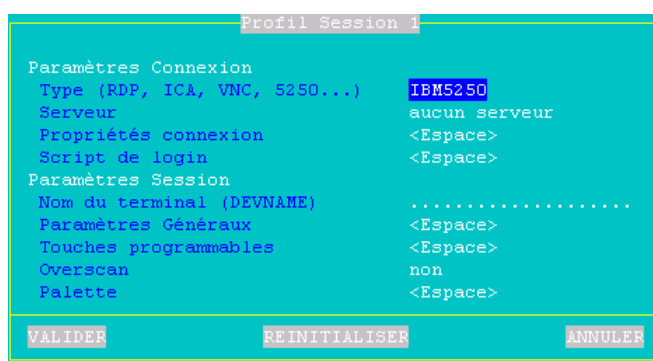 Profil Session 1
Paramètres Connexion
Type (RDP, ICA, VNC, 5250...) IBM5250
Serveur aucun serveur
Propriétés connexion <Espace>
Script de login <Espace>
Paramètres Session
Nom du terminal (DEVNAME) ....................
Paramètres Généraux <Espace>
Touches programmables <Espace>
Overscan non
Palette <Espace>
VALIDER REINITIALISER ANNULER